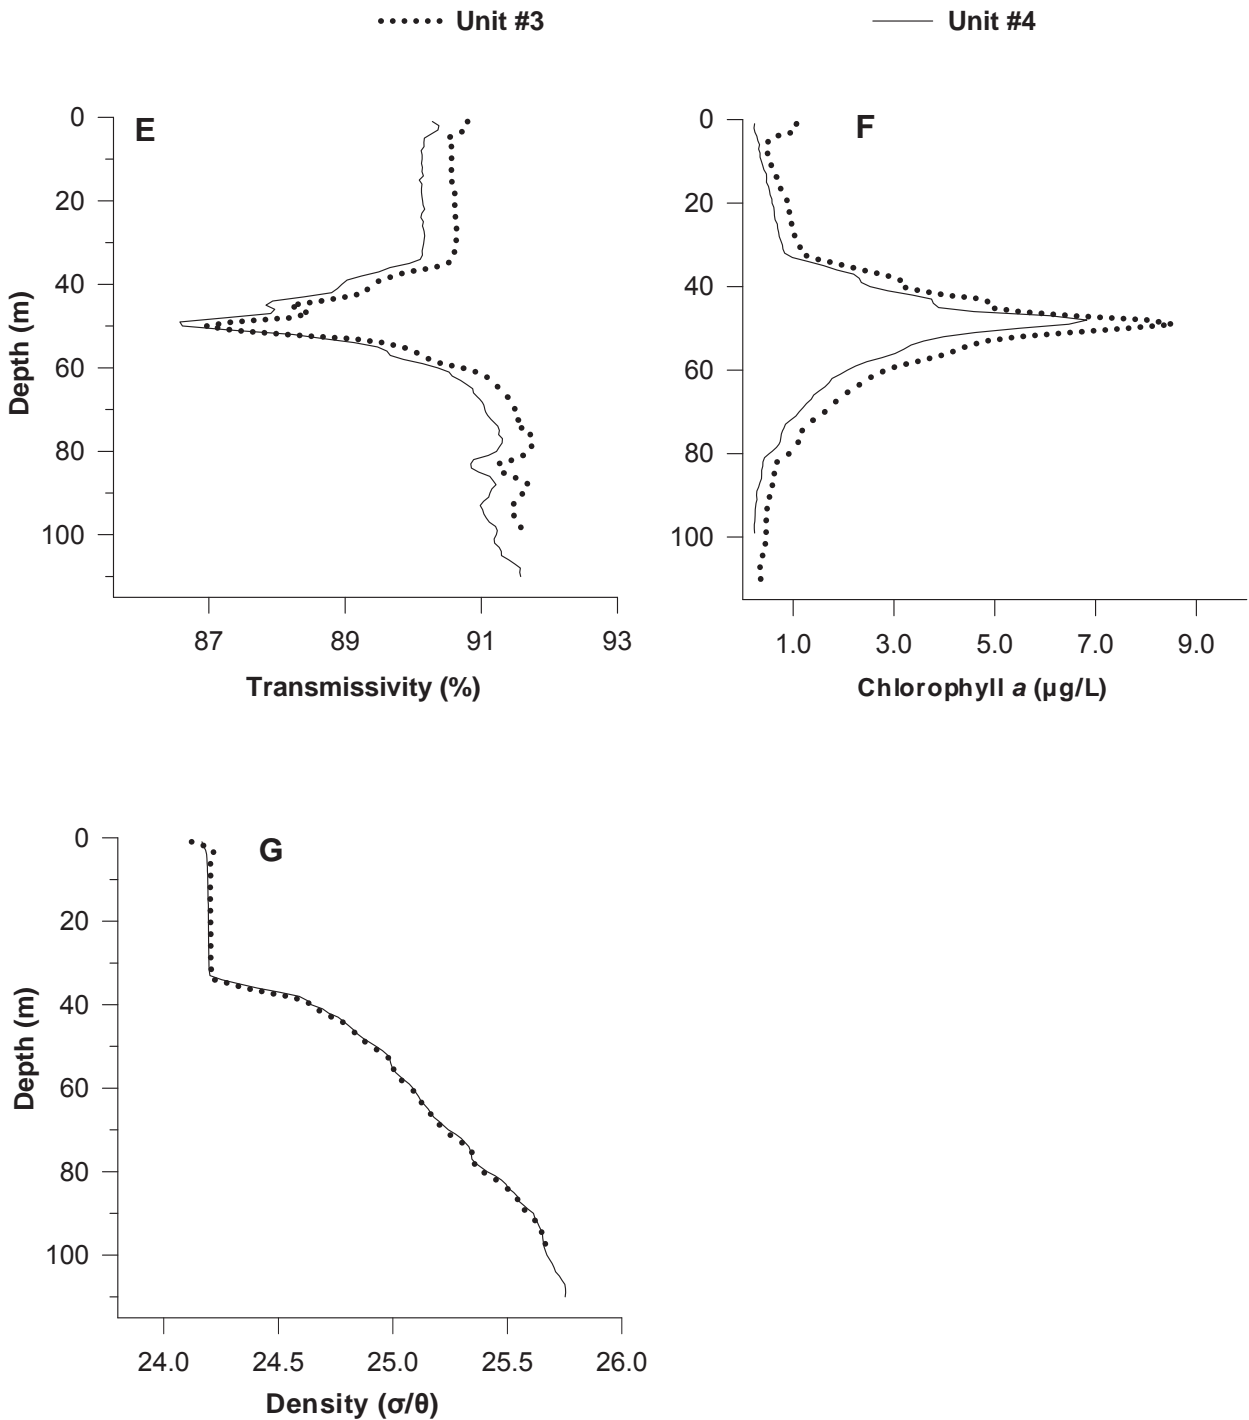 Unit #3 Unit #4
E
0
20
40
60
80
100
Depth (m)
87 89 91 93
Transmissivity (%)
F
0
20
40
60
80
100
1.0 3.0 5.0 7.0 9.0
Chlorophyll a (µg/L)
G
0
20
40
60
80
100
Depth (m)
24.0 24.5 25.0 25.5 26.0
Density (σ/θ)